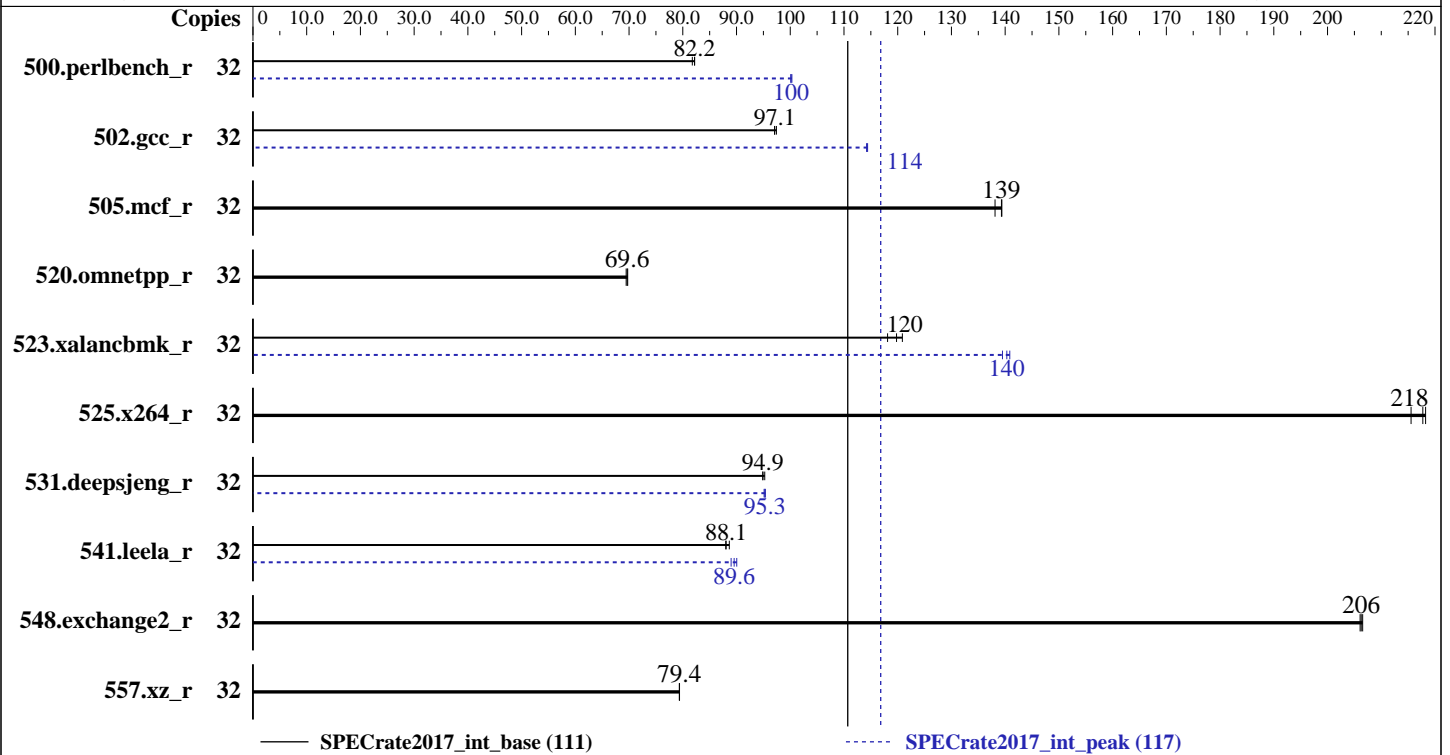 Copies 0 10.0 20.0 30.0 40.0 50.0 60.0 70.0 80.0 90.0 100 110 120 130 140 150 160 170 180 190 200 220
82.2
500.perlbench_r 32
100
97.1
502.gcc_r 32
114
139
505.mcf_r 32
69.6
520.omnetpp_r 32
120
523.xalancbmk_r 32
140
218
525.x264_r 32
94.9
531.deepsjeng_r 32
95.3
88.1
541.leela_r 32
89.6
206
548.exchange2_r 32
79.4
557.xz_r 32
SPECrate2017_int_base (111) SPECrate2017_int_peak (117)